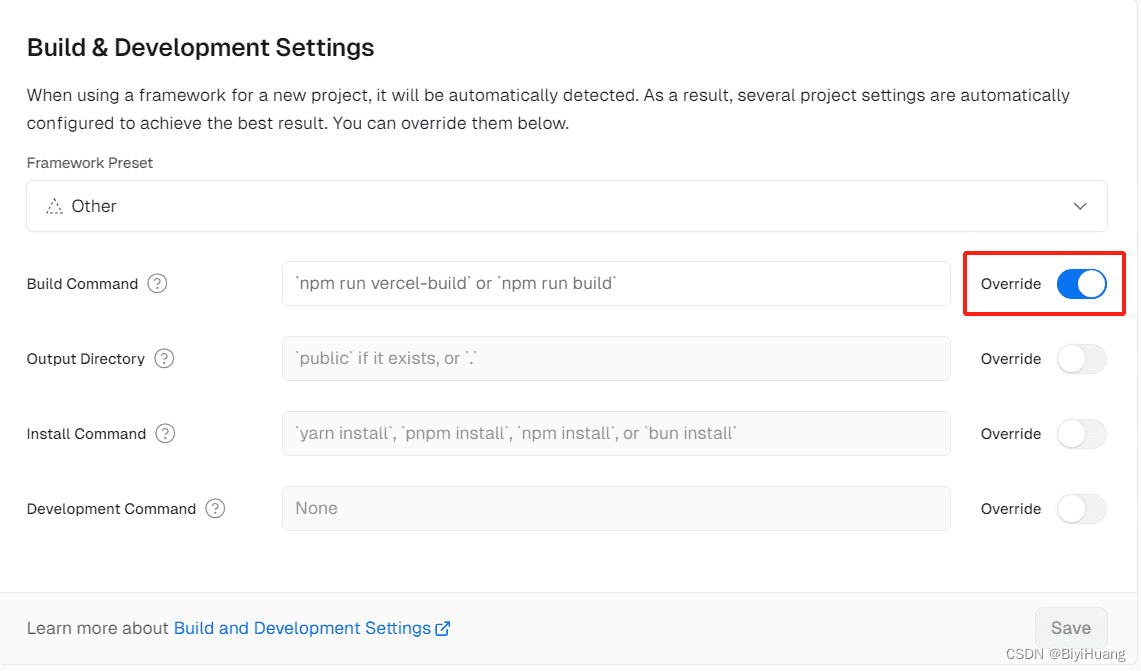 Build & Development Settings
When using a framework for a new project, it will be automatically detected. As a result, several project settings are automatically
configured to achieve the best result. You can override them below.
Framework Preset
Other
Build Command ? `npm run vercel-build` or `npm run build` Override
Output Directory ? `public` if it exists, or `.` Override
Install Command ? `yarn install`, `pnpm install`, `npm install`, or `bun install` Override
Development Command ? None Override
Learn more about Build and Development Settings Save
CSDN @BiyiHuang